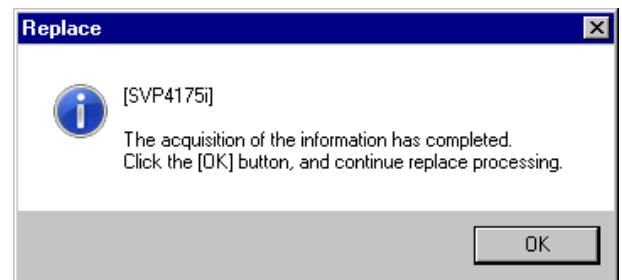 Replace
[SVP4175i]
The acquisition of the information has completed.
Click the [OK] button, and continue replace processing.
OK